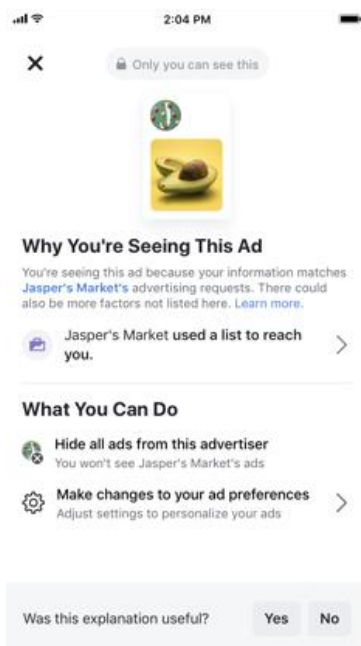 2:04 PM
Only you can see this
Why You're Seeing This Ad
You're seeing this ad because your information matches
Jasper's Market's advertising requests. There could
also be more factors not listed here. Learn more.
Jasper's Market used a list to reach
you.
What You Can Do
Hide all ads from this advertiser
You won't see Jasper's Market's ads
Make changes to your ad preferences
Adjust settings to personalize your ads
Was this explanation useful? Yes No